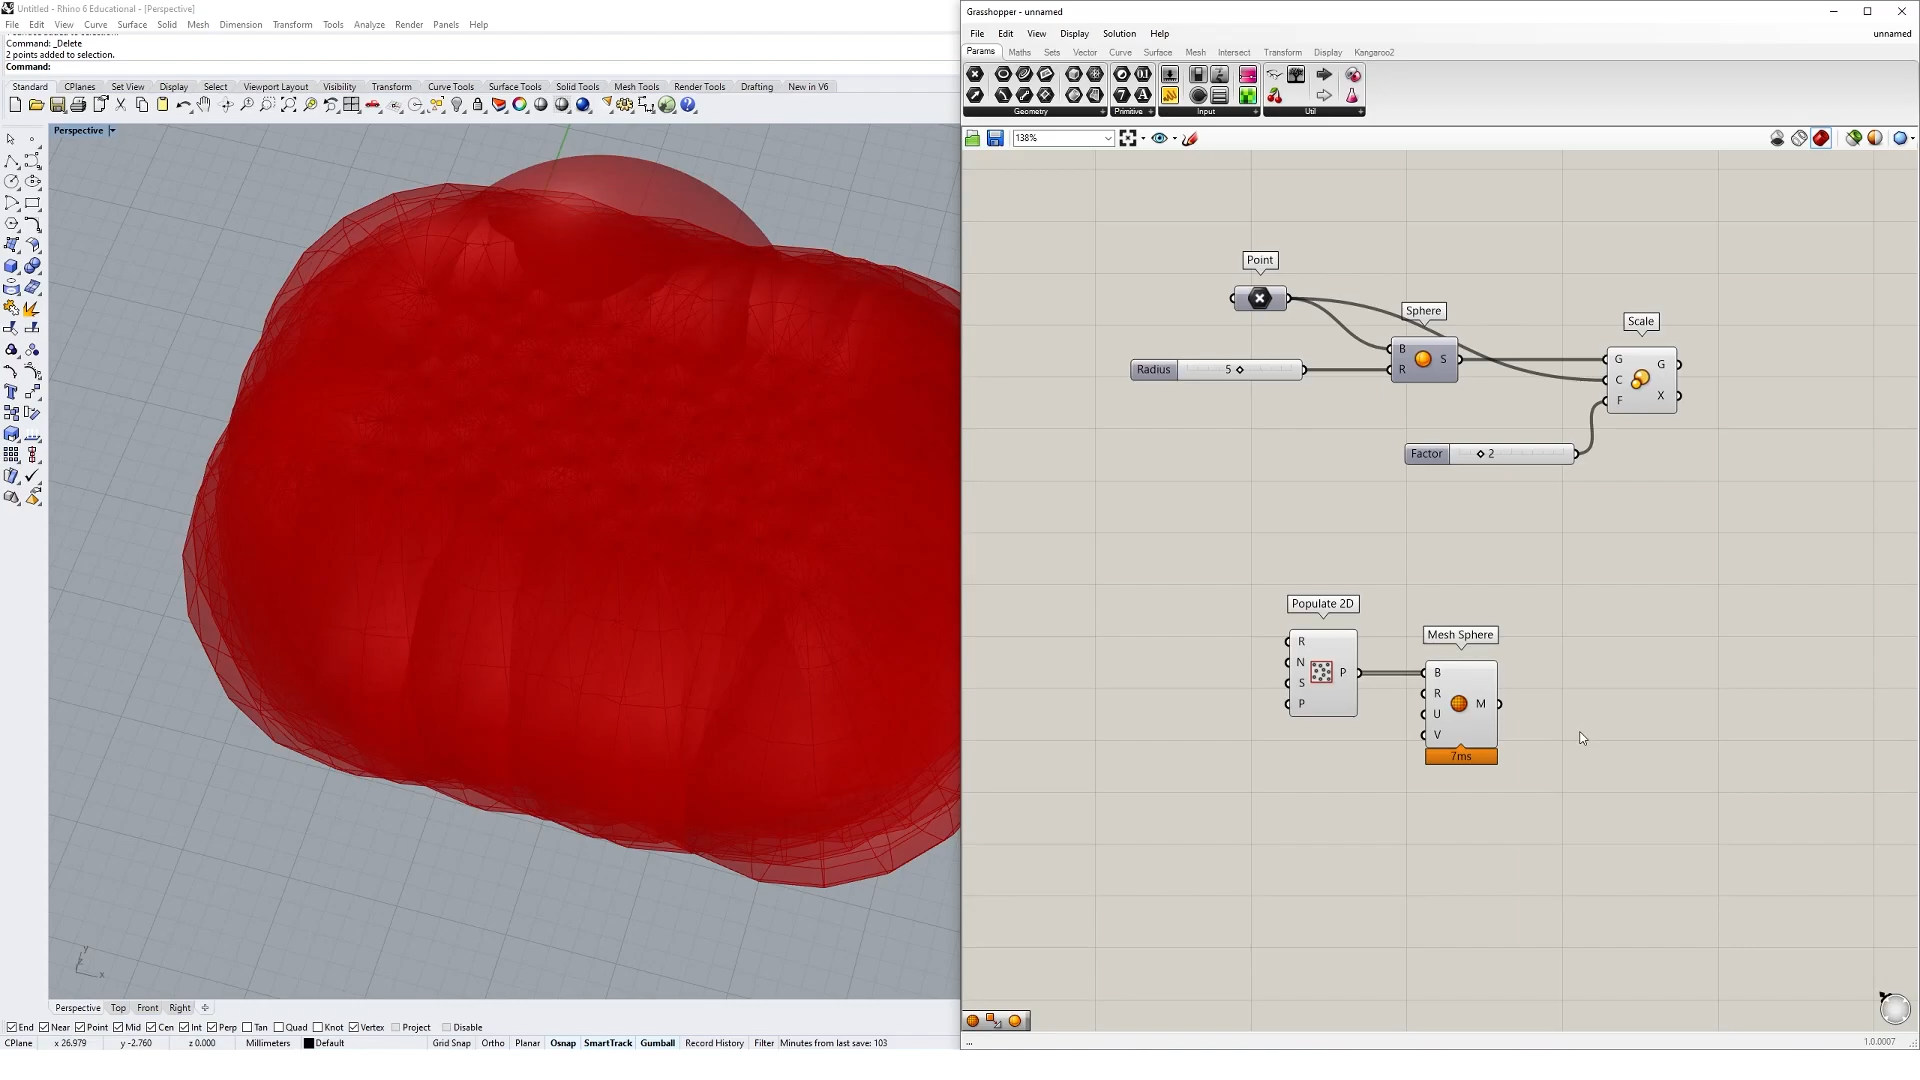 Untitled - Rhino 6 Educational - [Perspective]
File Edit View Curve Surface Solid Mesh Dimension Transform Tools Analyze Render Panels Help
Command: _Delete
2 points added to selection.
Command:
Standard CPlanes Set View Display Select Viewport Layout Visibility Transform Curve Tools Surface Tools Solid Tools Mesh Tools Render Tools Drafting New in V6
Perspective
y
z
x
Perspective Top Front Right
End Near Point Mid Cen Int Perp Tan Quad Knot Vertex Project Disable
CPlane x 26.979 y -2.760 z 0.000 Millimeters Default Grid Snap Ortho Planar Osnap SmartTrack Gumball Record History Filter Minutes from last save: 103
Grasshopper - unnamed
File Edit View Display Solution Help unnamed
Params Maths Sets Vector Curve Surface Mesh Intersect Transform Display Kangaroo2
Geometry Primitive Input Util
138%
Point
Sphere
B
R
S
Radius 5
Scale
G
C
F
G
X
Factor 2
Populate 2D
R
N
S
P
P
Mesh Sphere
B
R
U
V
M
7ms
...
1.0.0007